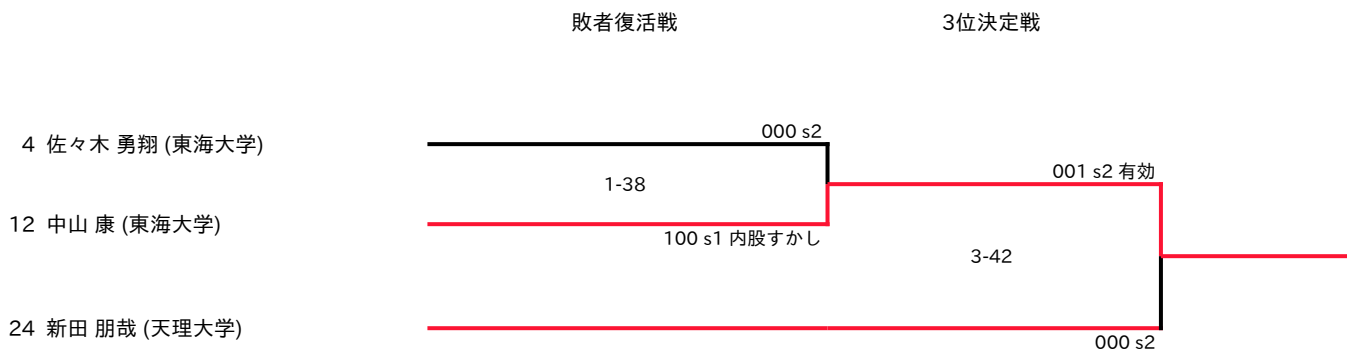 敗者復活戦 3位決定戦
000 s2
4 佐々木 勇翔 (東海大学)
001 s2 有効
1-38
12 中山 康 (東海大学)
100 s1 内股すかし
3-42
24 新田 朋哉 (天理大学)
000 s2